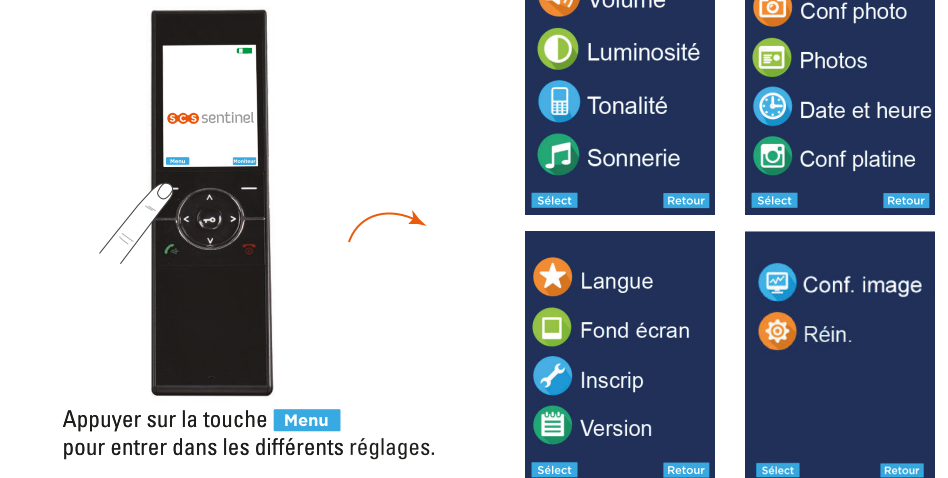 scs sentinel
Menu
Moniteur
Appuyer sur la touche Menu
pour entrer dans les différents réglages.
Volume
Luminosité
Tonalité
Sonnerie
Sélect
Retour
Conf photo
Photos
Date et heure
Conf platine
Sélect
Retour
Langue
Fond écran
Inscrip
Version
Sélect
Retour
Conf. image
Réin.
Sélect
Retour